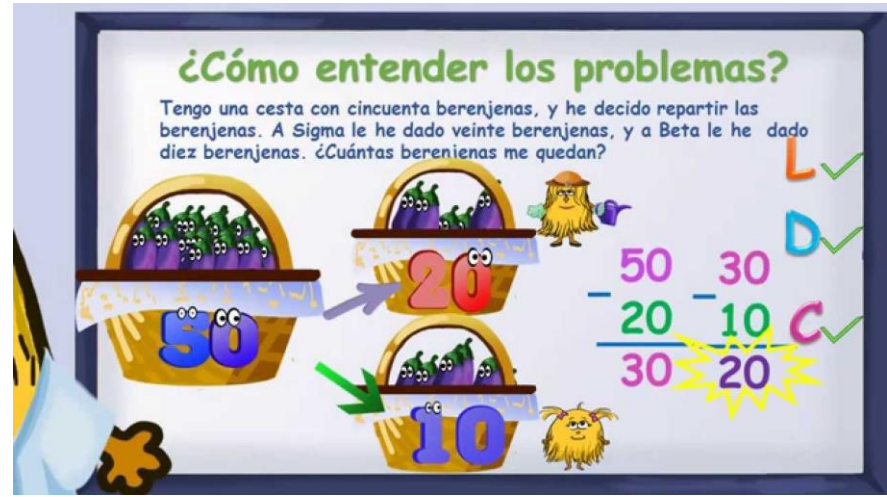 ¿Cómo entender los problemas?
Tengo una cesta con cincuenta berenjenas, y he decido repartir las
berenjenas. A Sigma le he dado veinte berenjenas, y a Beta le he dado
diez berenjenas. ¿Cuántas berenjenas me quedan?
L
D
C
50
20
10
50 30
- -
20 10
30 20